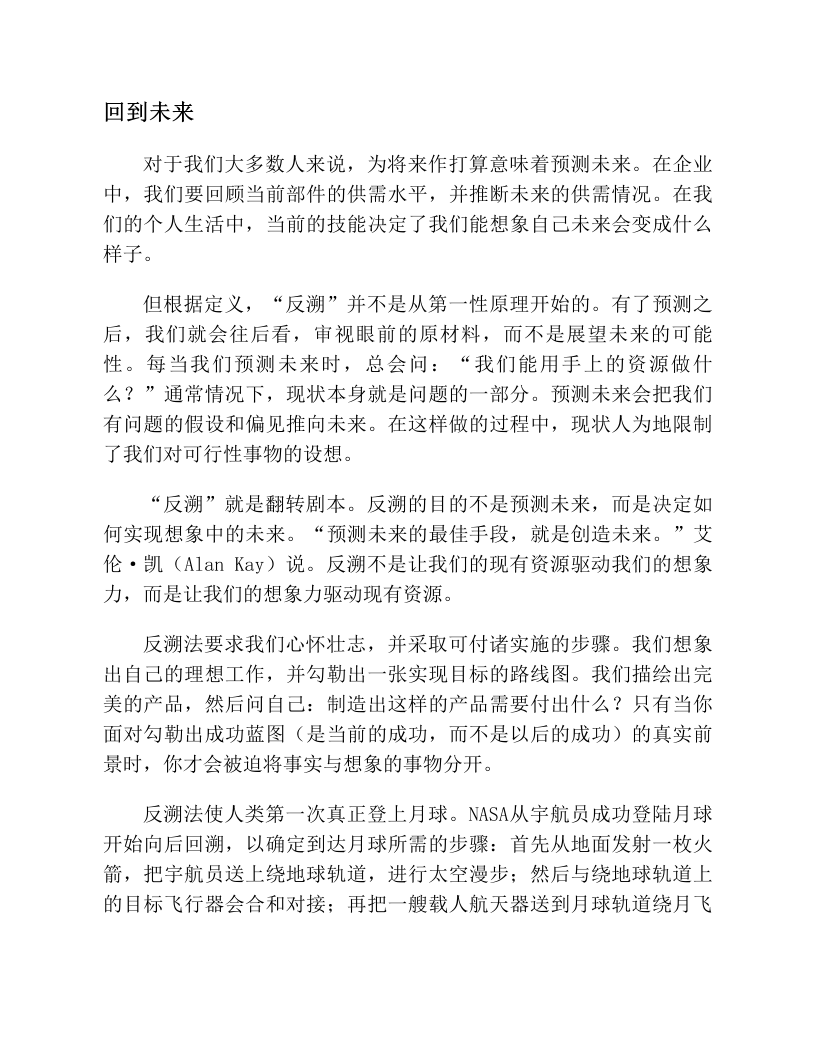 回到未来
对于我们大多数人来说，为将来作打算意味着预测未来。在企业
中，我们要回顾当前部件的供需水平，并推断未来的供需情况。在我
们的个人生活中，当前的技能决定了我们能想象自己未来会变成什么
样子。
但根据定义，“反溯”并不是从第一性原理开始的。有了预测之
后，我们就会往后看，审视眼前的原材料，而不是展望未来的可能
性。每当我们预测未来时，总会问：“我们能用手上的资源做什
么？”通常情况下，现状本身就是问题的一部分。预测未来会把我们
有问题的假设和偏见推向未来。在这样做的过程中，现状人为地限制
了我们对可行性事物的设想。
“反溯”就是翻转剧本。反溯的目的不是预测未来，而是决定如
何实现想象中的未来。“预测未来的最佳手段，就是创造未来。”艾
伦·凯（Alan Kay）说。反溯不是让我们的现有资源驱动我们的想象
力，而是让我们的想象力驱动现有资源。
反溯法要求我们心怀壮志，并采取可付诸实施的步骤。我们想象
出自己的理想工作，并勾勒出一张实现目标的路线图。我们描绘出完
美的产品，然后问自己：制造出这样的产品需要付出什么？只有当你
面对勾勒出成功蓝图（是当前的成功，而不是以后的成功）的真实前
景时，你才会被迫将事实与想象的事物分开。
反溯法使人类第一次真正登上月球。NASA从宇航员成功登陆月球
开始向后回溯，以确定到达月球所需的步骤：首先从地面发射一枚火
箭，把宇航员送上绕地球轨道，进行太空漫步；然后与绕地球轨道上
的目标飞行器会合和对接；再把一艘载人航天器送到月球轨道绕月飞